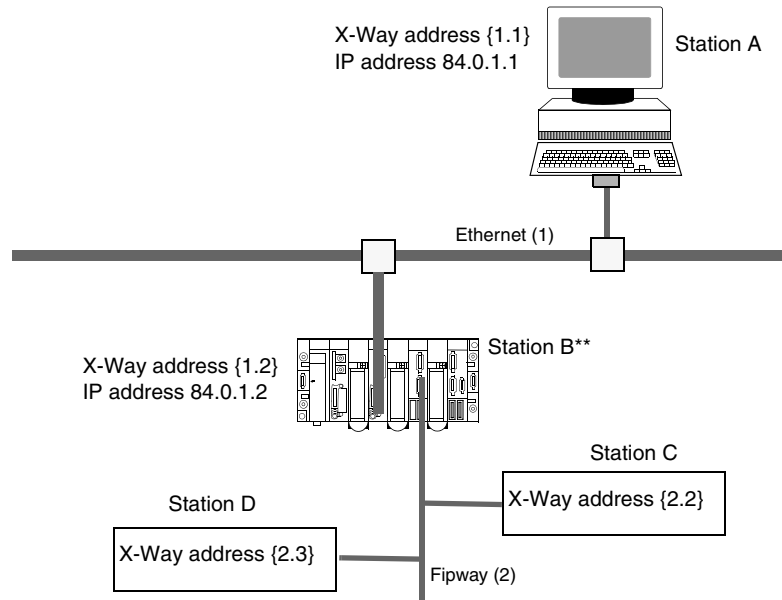 X-Way address {1.1}
IP address 84.0.1.1
Station A
Ethernet (1)
Station B**
X-Way address {1.2}
IP address 84.0.1.2
Station C
X-Way address {2.2}
Station D
X-Way address {2.3}
Fipway (2)